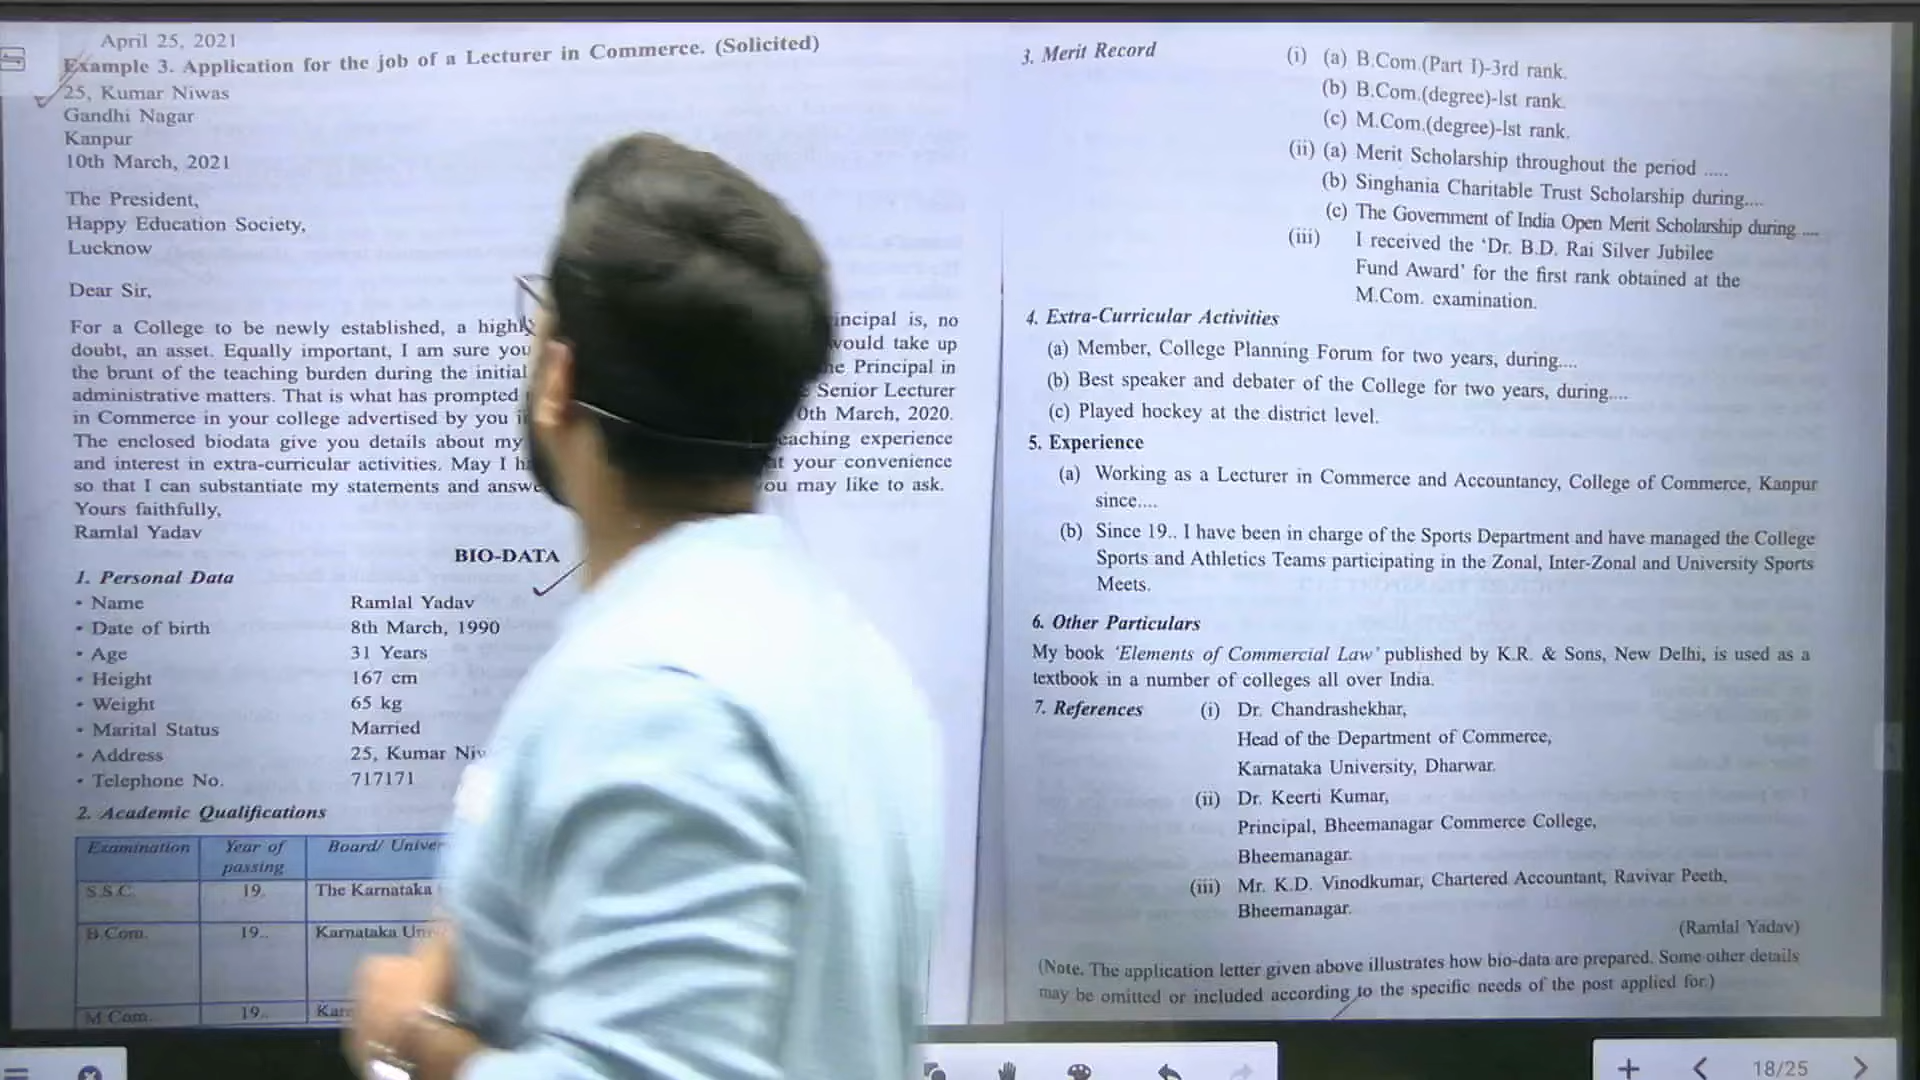 April 25, 2021
Example 3. Application for the job of a Lecturer in Commerce. (Solicited)
25, Kumar Niwas
Gandhi Nagar
Kanpur
10th March, 2021
The President,
Happy Education Society,
Lucknow
Dear Sir,
For a College to be newly established, a highly incipal is, no
doubt, an asset. Equally important, I am sure you would take up
the brunt of the teaching burden during the initial he Principal in
administrative matters. That is what has prompted Senior Lecturer
in Commerce in your college advertised by you 0th March, 2020.
The enclosed biodata give you details about my eaching experience
and interest in extra-curricular activities. May I at your convenience
so that I can substantiate my statements and answe ou may like to ask.
Yours faithfully,
Ramlal Yadav
BIO-DATA
1. Personal Data
• Name Ramlal Yadav
• Date of birth 8th March, 1990
• Age 31 Years
• Height 167 cm
• Weight 65 kg
• Marital Status Married
• Address 25, Kumar Niv
• Telephone No. 717171
2. Academic Qualifications
Examination Year of passing Board/ Univer
S.S.C. 19. The Karnataka
B.Com. 19.. Karnataka Un
M.Com. 19.. Kar
3. Merit Record (i) (a) B.Com.(Part I)-3rd rank.
(b) B.Com.(degree)-Ist rank.
(c) M.Com.(degree)-Ist rank.
(ii) (a) Merit Scholarship throughout the period .....
(b) Singhania Charitable Trust Scholarship during....
(c) The Government of India Open Merit Scholarship during ....
(iii) I received the 'Dr. B.D. Rai Silver Jubilee
Fund Award' for the first rank obtained at the
M.Com. examination.
4. Extra-Curricular Activities
(a) Member, College Planning Forum for two years, during....
(b) Best speaker and debater of the College for two years, during....
(c) Played hockey at the district level.
5. Experience
(a) Working as a Lecturer in Commerce and Accountancy, College of Commerce, Kanpur
since....
(b) Since 19.. I have been in charge of the Sports Department and have managed the College
Sports and Athletics Teams participating in the Zonal, Inter-Zonal and University Sports
Meets.
6. Other Particulars
My book 'Elements of Commercial Law' published by K.R. & Sons, New Delhi, is used as a
textbook in a number of colleges all over India.
7. References (i) Dr. Chandrashekhar,
Head of the Department of Commerce,
Karnataka University, Dharwar.
(ii) Dr. Keerti Kumar,
Principal, Bheemanagar Commerce College,
Bheemanagar.
(iii) Mr. K.D. Vinodkumar, Chartered Accountant, Ravivar Peeth,
Bheemanagar.
(Ramlal Yadav)
(Note. The application letter given above illustrates how bio-data are prepared. Some other details
may be omitted or included according to the specific needs of the post applied for.)
18/25